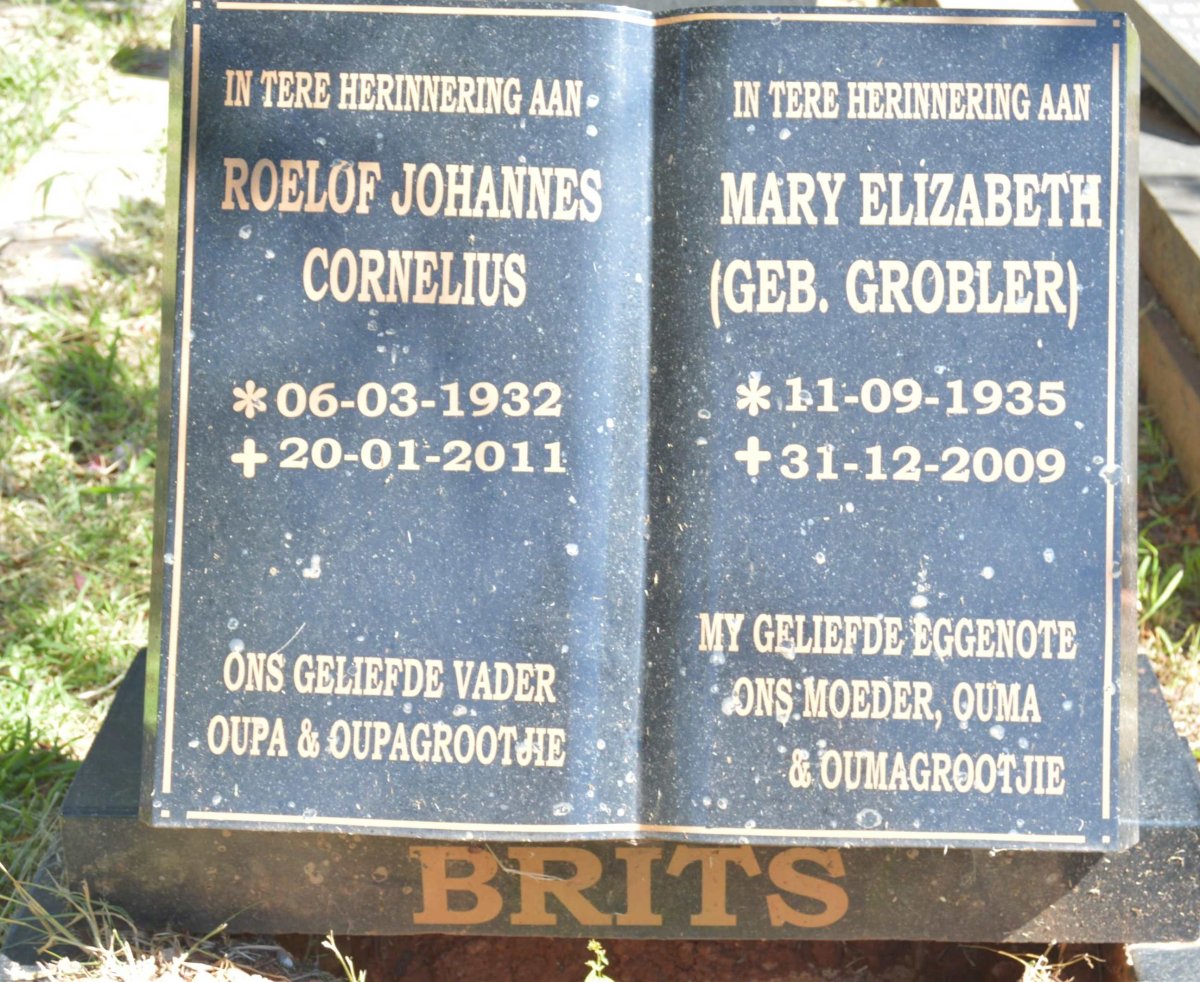 IN TERE HERINNERING AAN
ROELOF JOHANNES
CORNELIUS
* 06-03-1932
+ 20-01-2011
ONS GELIEFDE VADER
OUPA & OUPAGROOTJIE
IN TERE HERINNERING AAN
MARY ELIZABETH
(GEB. GROBLER)
* 11-09-1935
+ 31-12-2009
MY GELIEFDE EGGENOTE
ONS MOEDER, OUMA
& OUMAGROOTJIE
BRITS